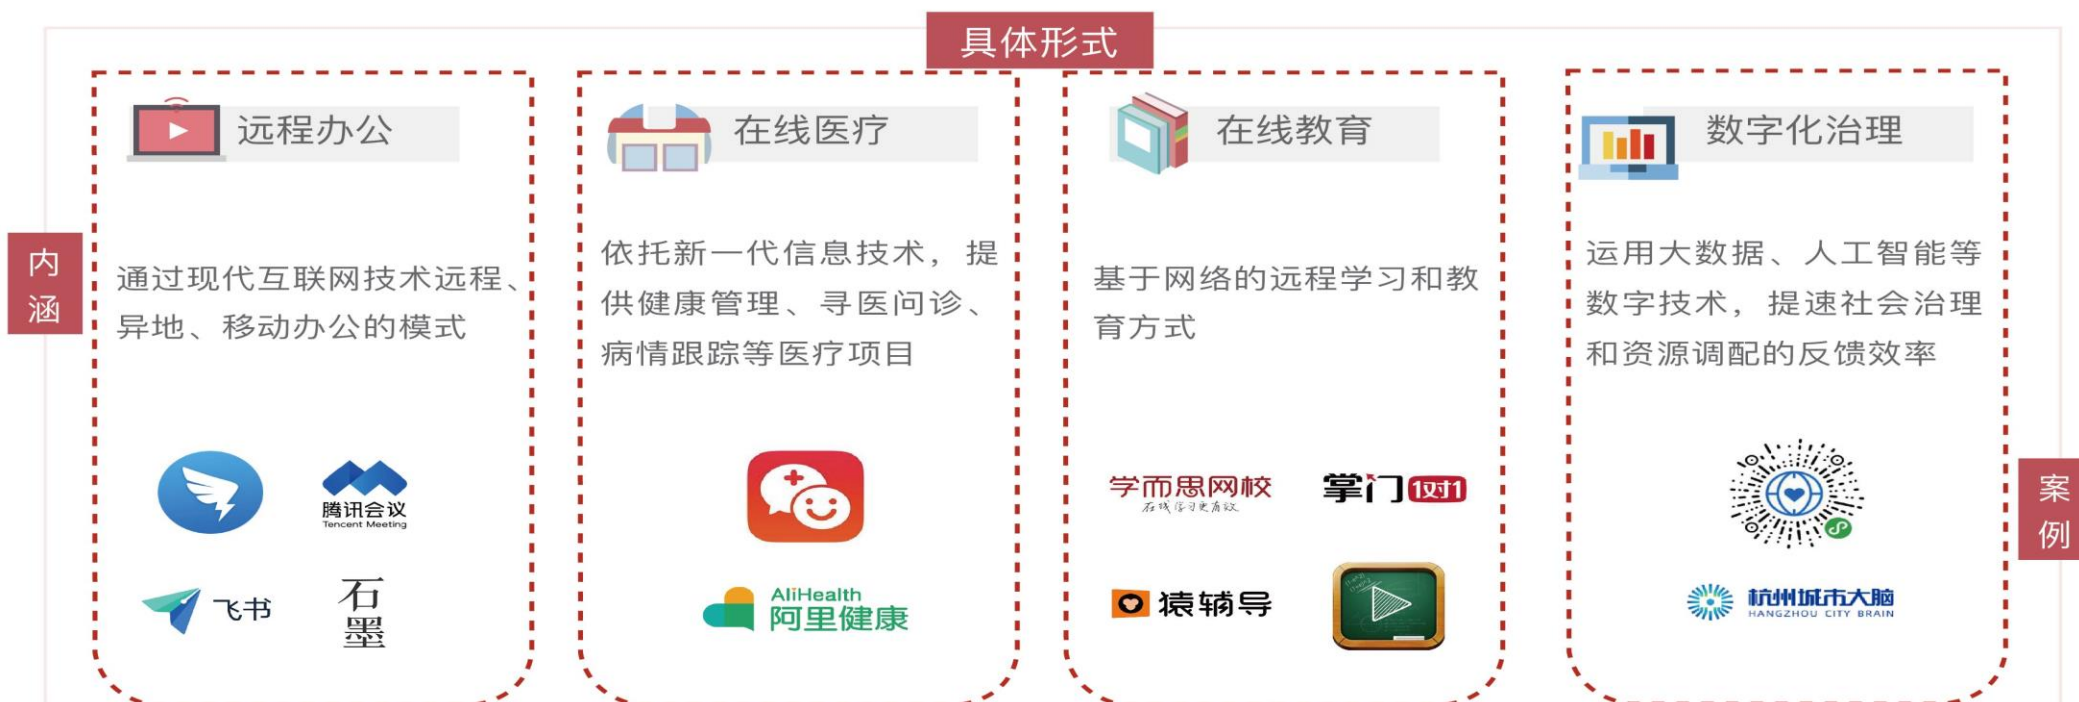 具体形式
远程办公
在线医疗
在线教育
数字化治理
内涵
通过现代互联网技术远程、
异地、移动办公的模式
依托新一代信息技术，提
供健康管理、寻医问诊、
病情跟踪等医疗项目
基于网络的远程学习和教
育方式
运用大数据、人工智能等
数字技术，提速社会治理
和资源调配的反馈效率
案例
腾讯会议
Tencent Meeting
飞书
石墨
AliHealth
阿里健康
学而思网校
在线学习更有效
掌门1对1
猿辅导
杭州城市大脑
HANGZHOU CITY BRAIN